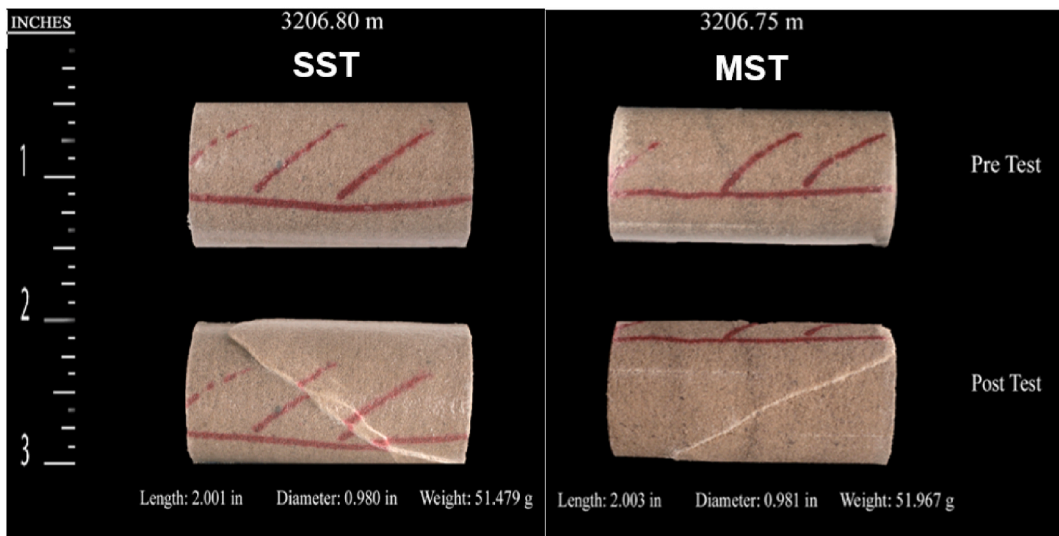 INCHES
3206.80 m
3206.75 m
SST
MST
1
Pre Test
2
Post Test
3
Length: 2.001 in Diameter: 0.980 in Weight: 51.479 g
Length: 2.003 in Diameter: 0.981 in Weight: 51.967 g